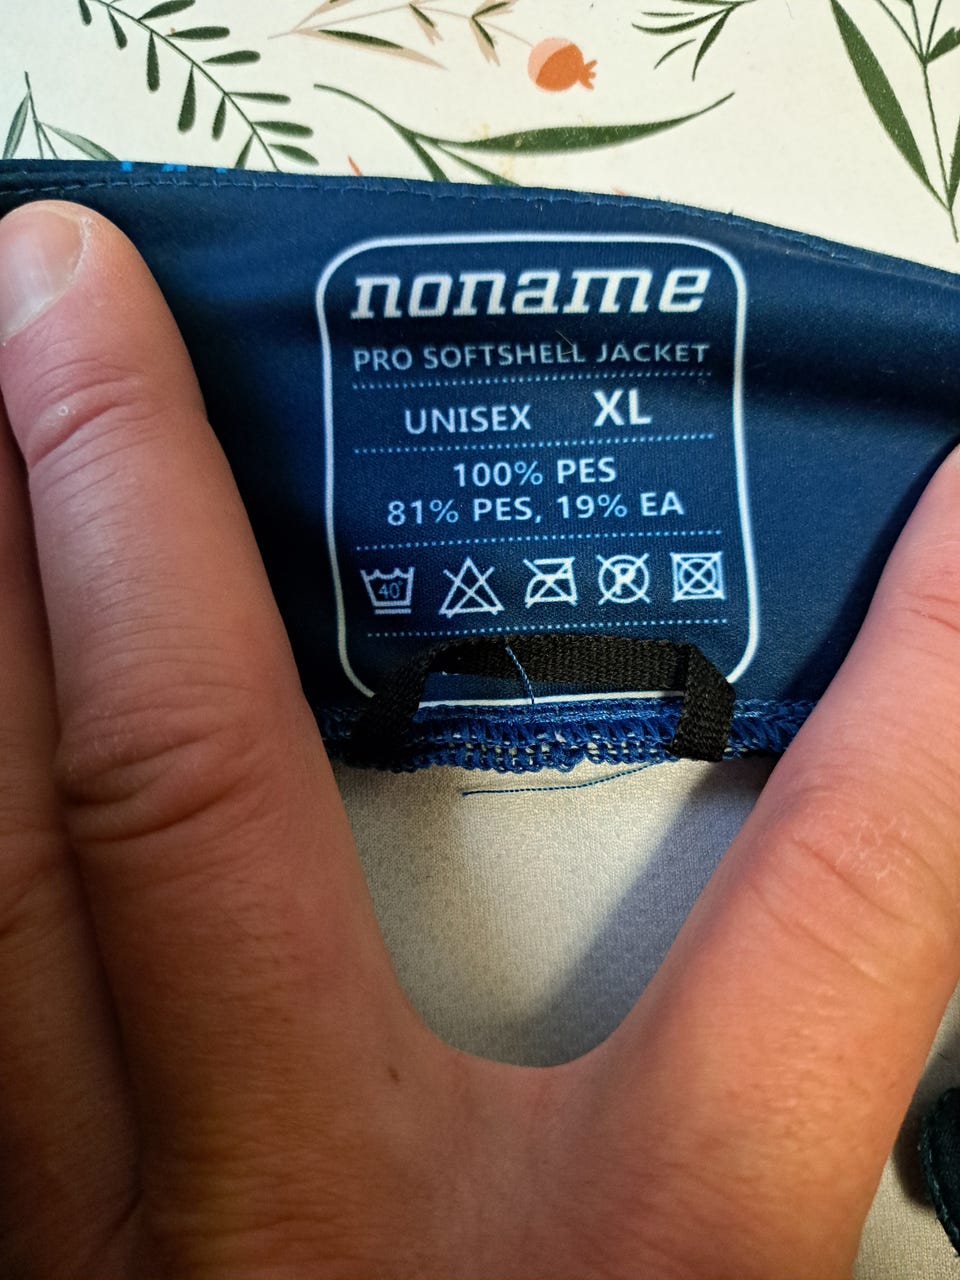 noname
PRO SOFTSHELL JACKET
UNISEX XL
100% PES
81% PES, 19% EA
40° P